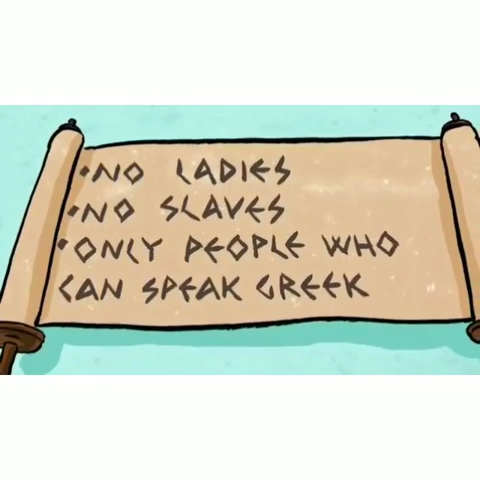 •NO LADIES
•NO SLAVES
•ONLY PEOPLE WHO
CAN SPEAK GREEK